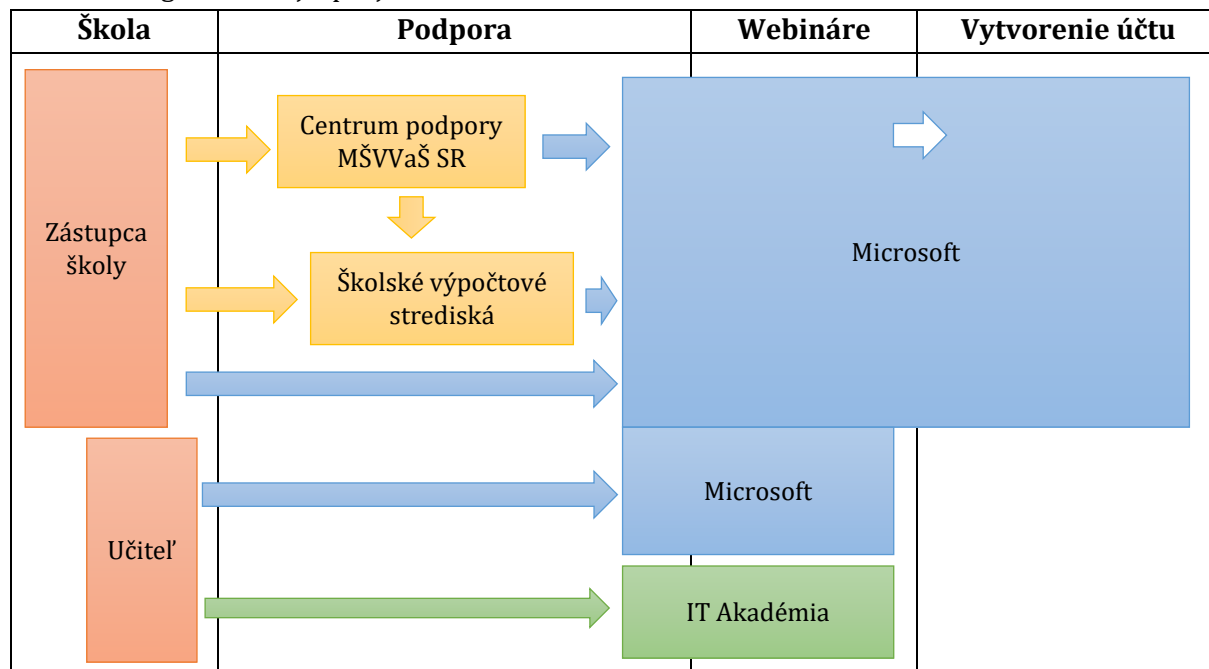 Škola
Podpora
Webináre
Vytvorenie účtu
Centrum podpory
MŠVVaŠ SR
Zástupca
školy
Microsoft
Školské výpočtové
strediská
Microsoft
Učiteľ
IT Akadémia